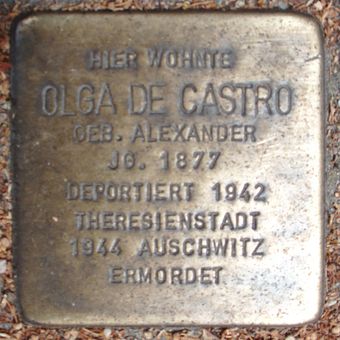 HIER WOHNTE
OLGA DE CASTRO
GEB. ALEXANDER
JG. 1877
DEPORTIERT 1942
THERESIENSTADT
1944 AUSCHWITZ
ERMORDET